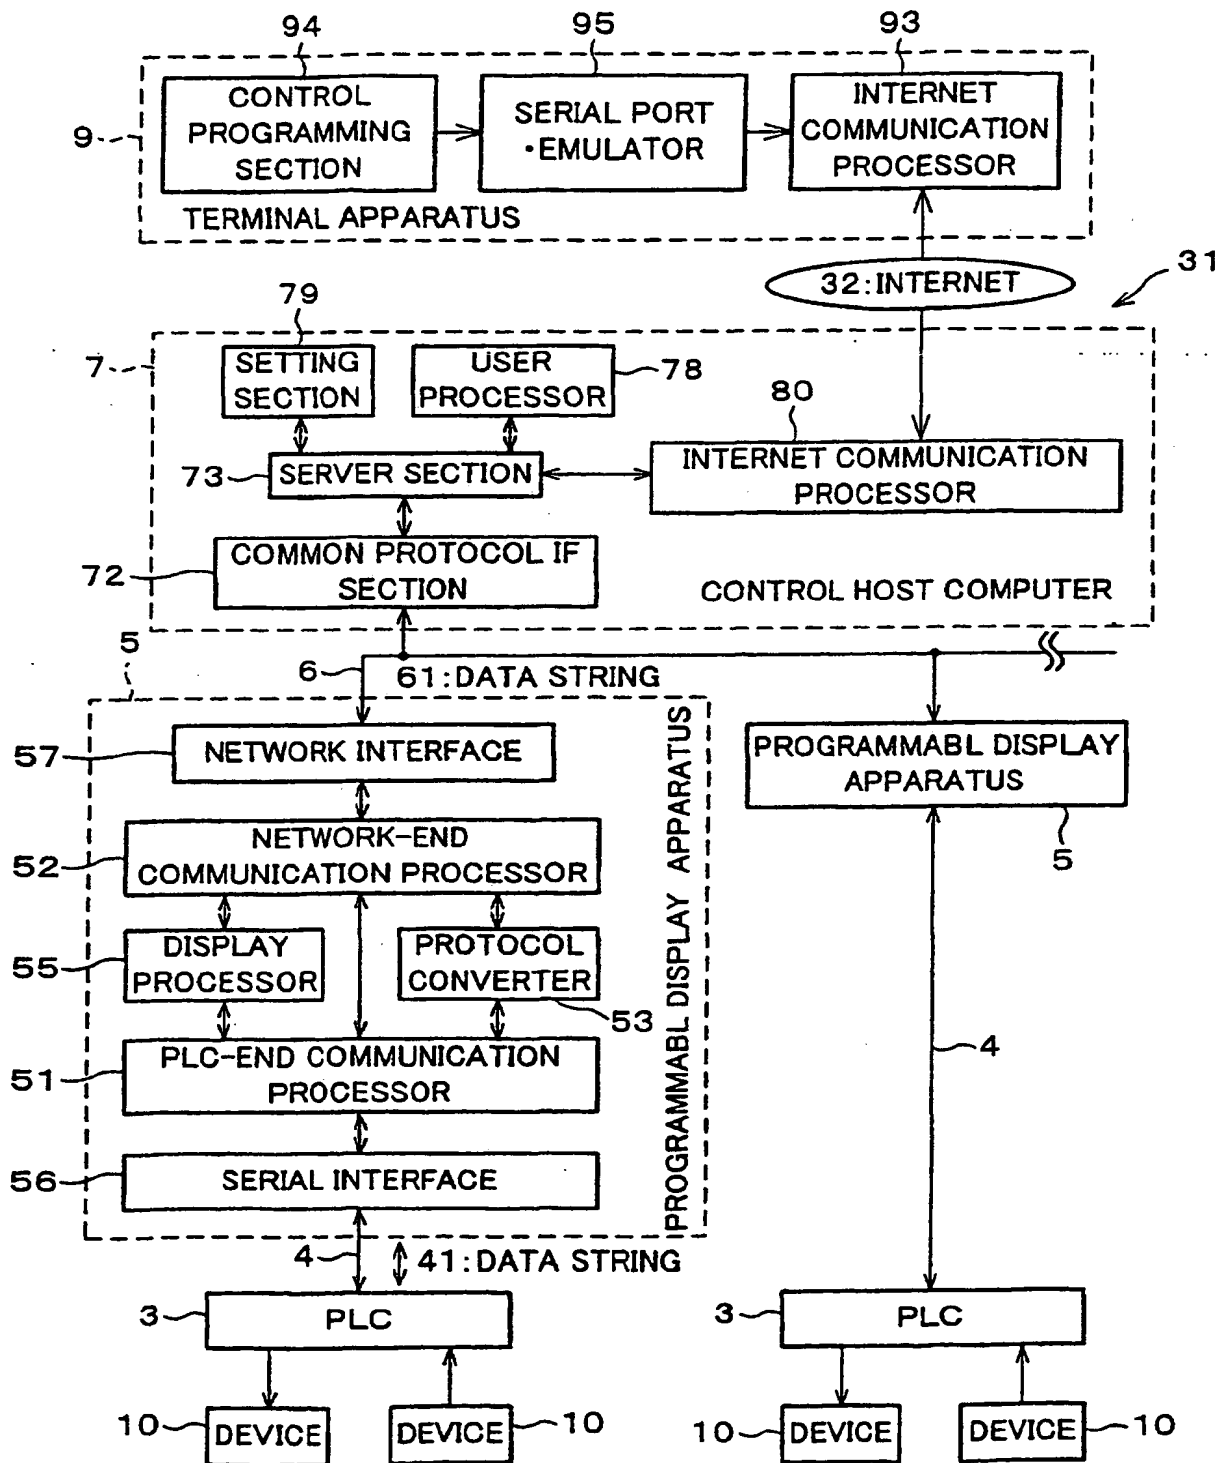 94
95
93
CONTROL
PROGRAMMING
SECTION
SERIAL PORT
•EMULATOR
INTERNET
COMMUNICATION
PROCESSOR
9
TERMINAL APPARATUS
32:INTERNET
31
79
7
SETTING
SECTION
USER
PROCESSOR
78
80
73
SERVER SECTION
INTERNET COMMUNICATION
PROCESSOR
72
COMMON PROTOCOL IF
SECTION
CONTROL HOST COMPUTER
5
6
61:DATA STRING
57
NETWORK INTERFACE
PROGRAMMABL DISPLAY
APPARATUS
5
52
NETWORK-END
COMMUNICATION PROCESSOR
55
DISPLAY
PROCESSOR
PROTOCOL
CONVERTER
53
PROGRAMMABL DISPLAY APPARATUS
51
PLC-END COMMUNICATION
PROCESSOR
4
56
SERIAL INTERFACE
4
41:DATA STRING
3
PLC
3
PLC
10
DEVICE
DEVICE
10
10
DEVICE
DEVICE
10